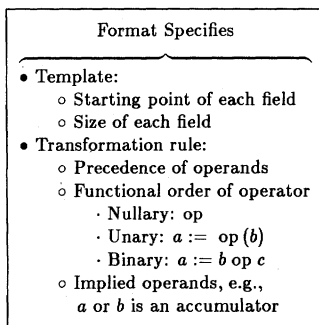 Format Specifies
• Template:
∘ Starting point of each field
∘ Size of each field
• Transformation rule:
∘ Precedence of operands
∘ Functional order of operator
· Nullary: op
· Unary: a := op (b)
· Binary: a := b op c
∘ Implied operands, e.g.,
a or b is an accumulator